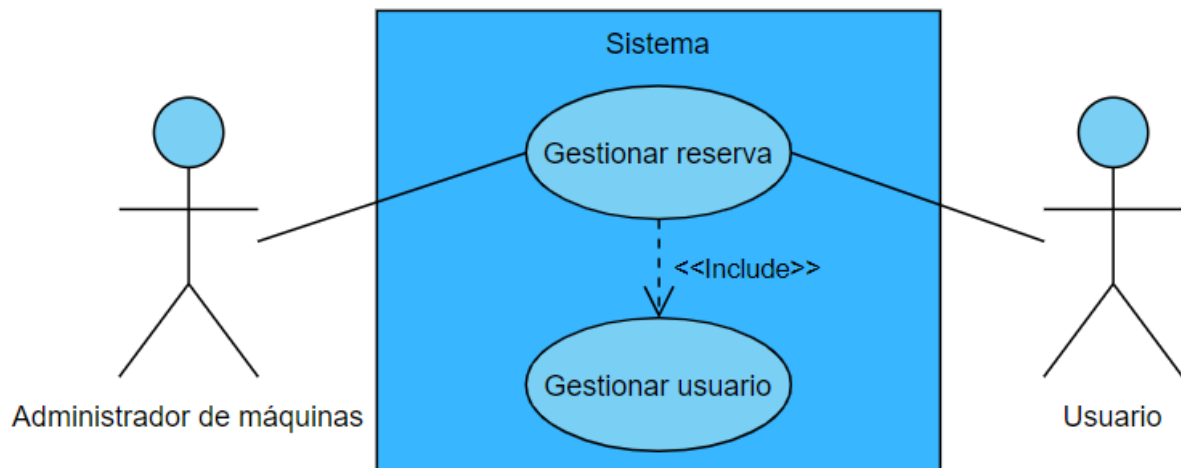 Sistema
Gestionar reserva
<<Include>>
Gestionar usuario
Administrador de máquinas
Usuario